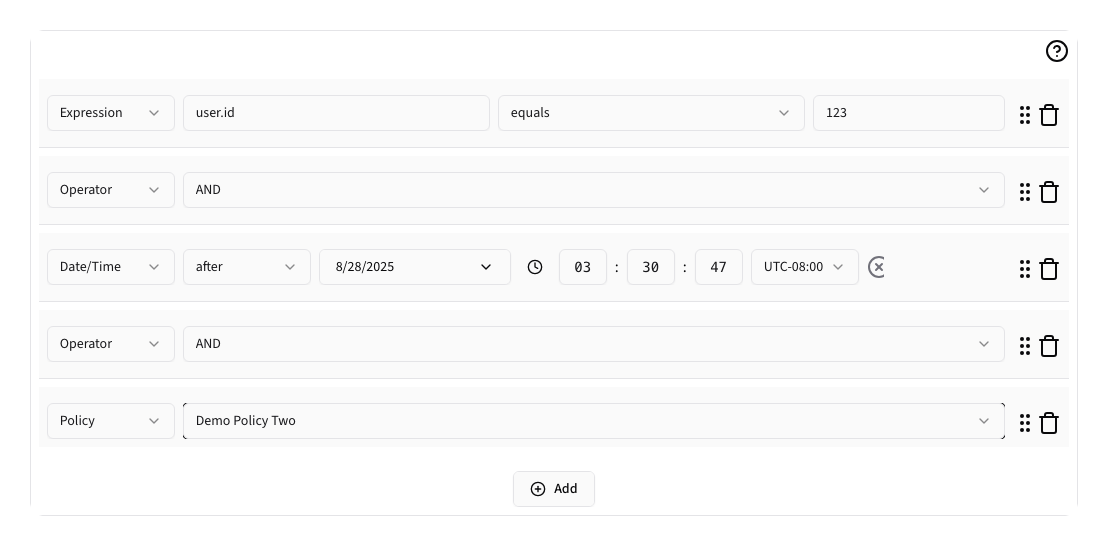 Expression user.id equals 123
Operator AND
Date/Time after 8/28/2025 03 : 30 : 47 UTC-08:00
Operator AND
Policy Demo Policy Two
Add